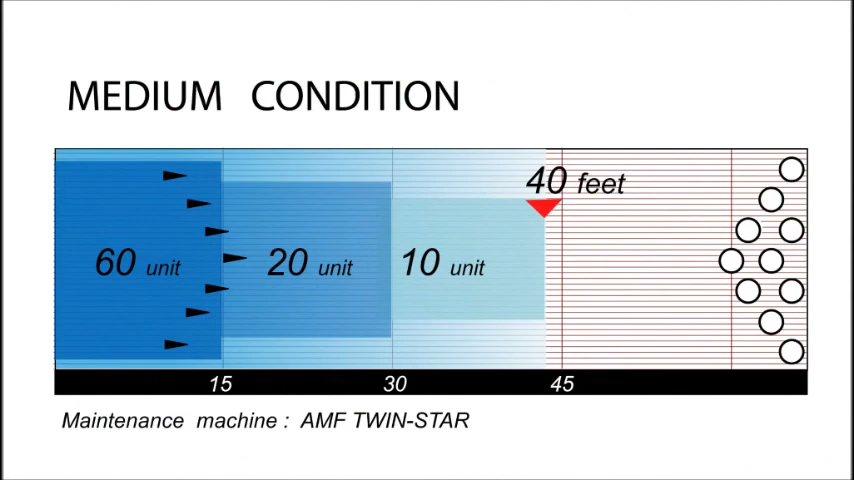 MEDIUM CONDITION
40 feet
60 unit 20 unit 10 unit
15 30 45
Maintenance machine : AMF TWIN-STAR